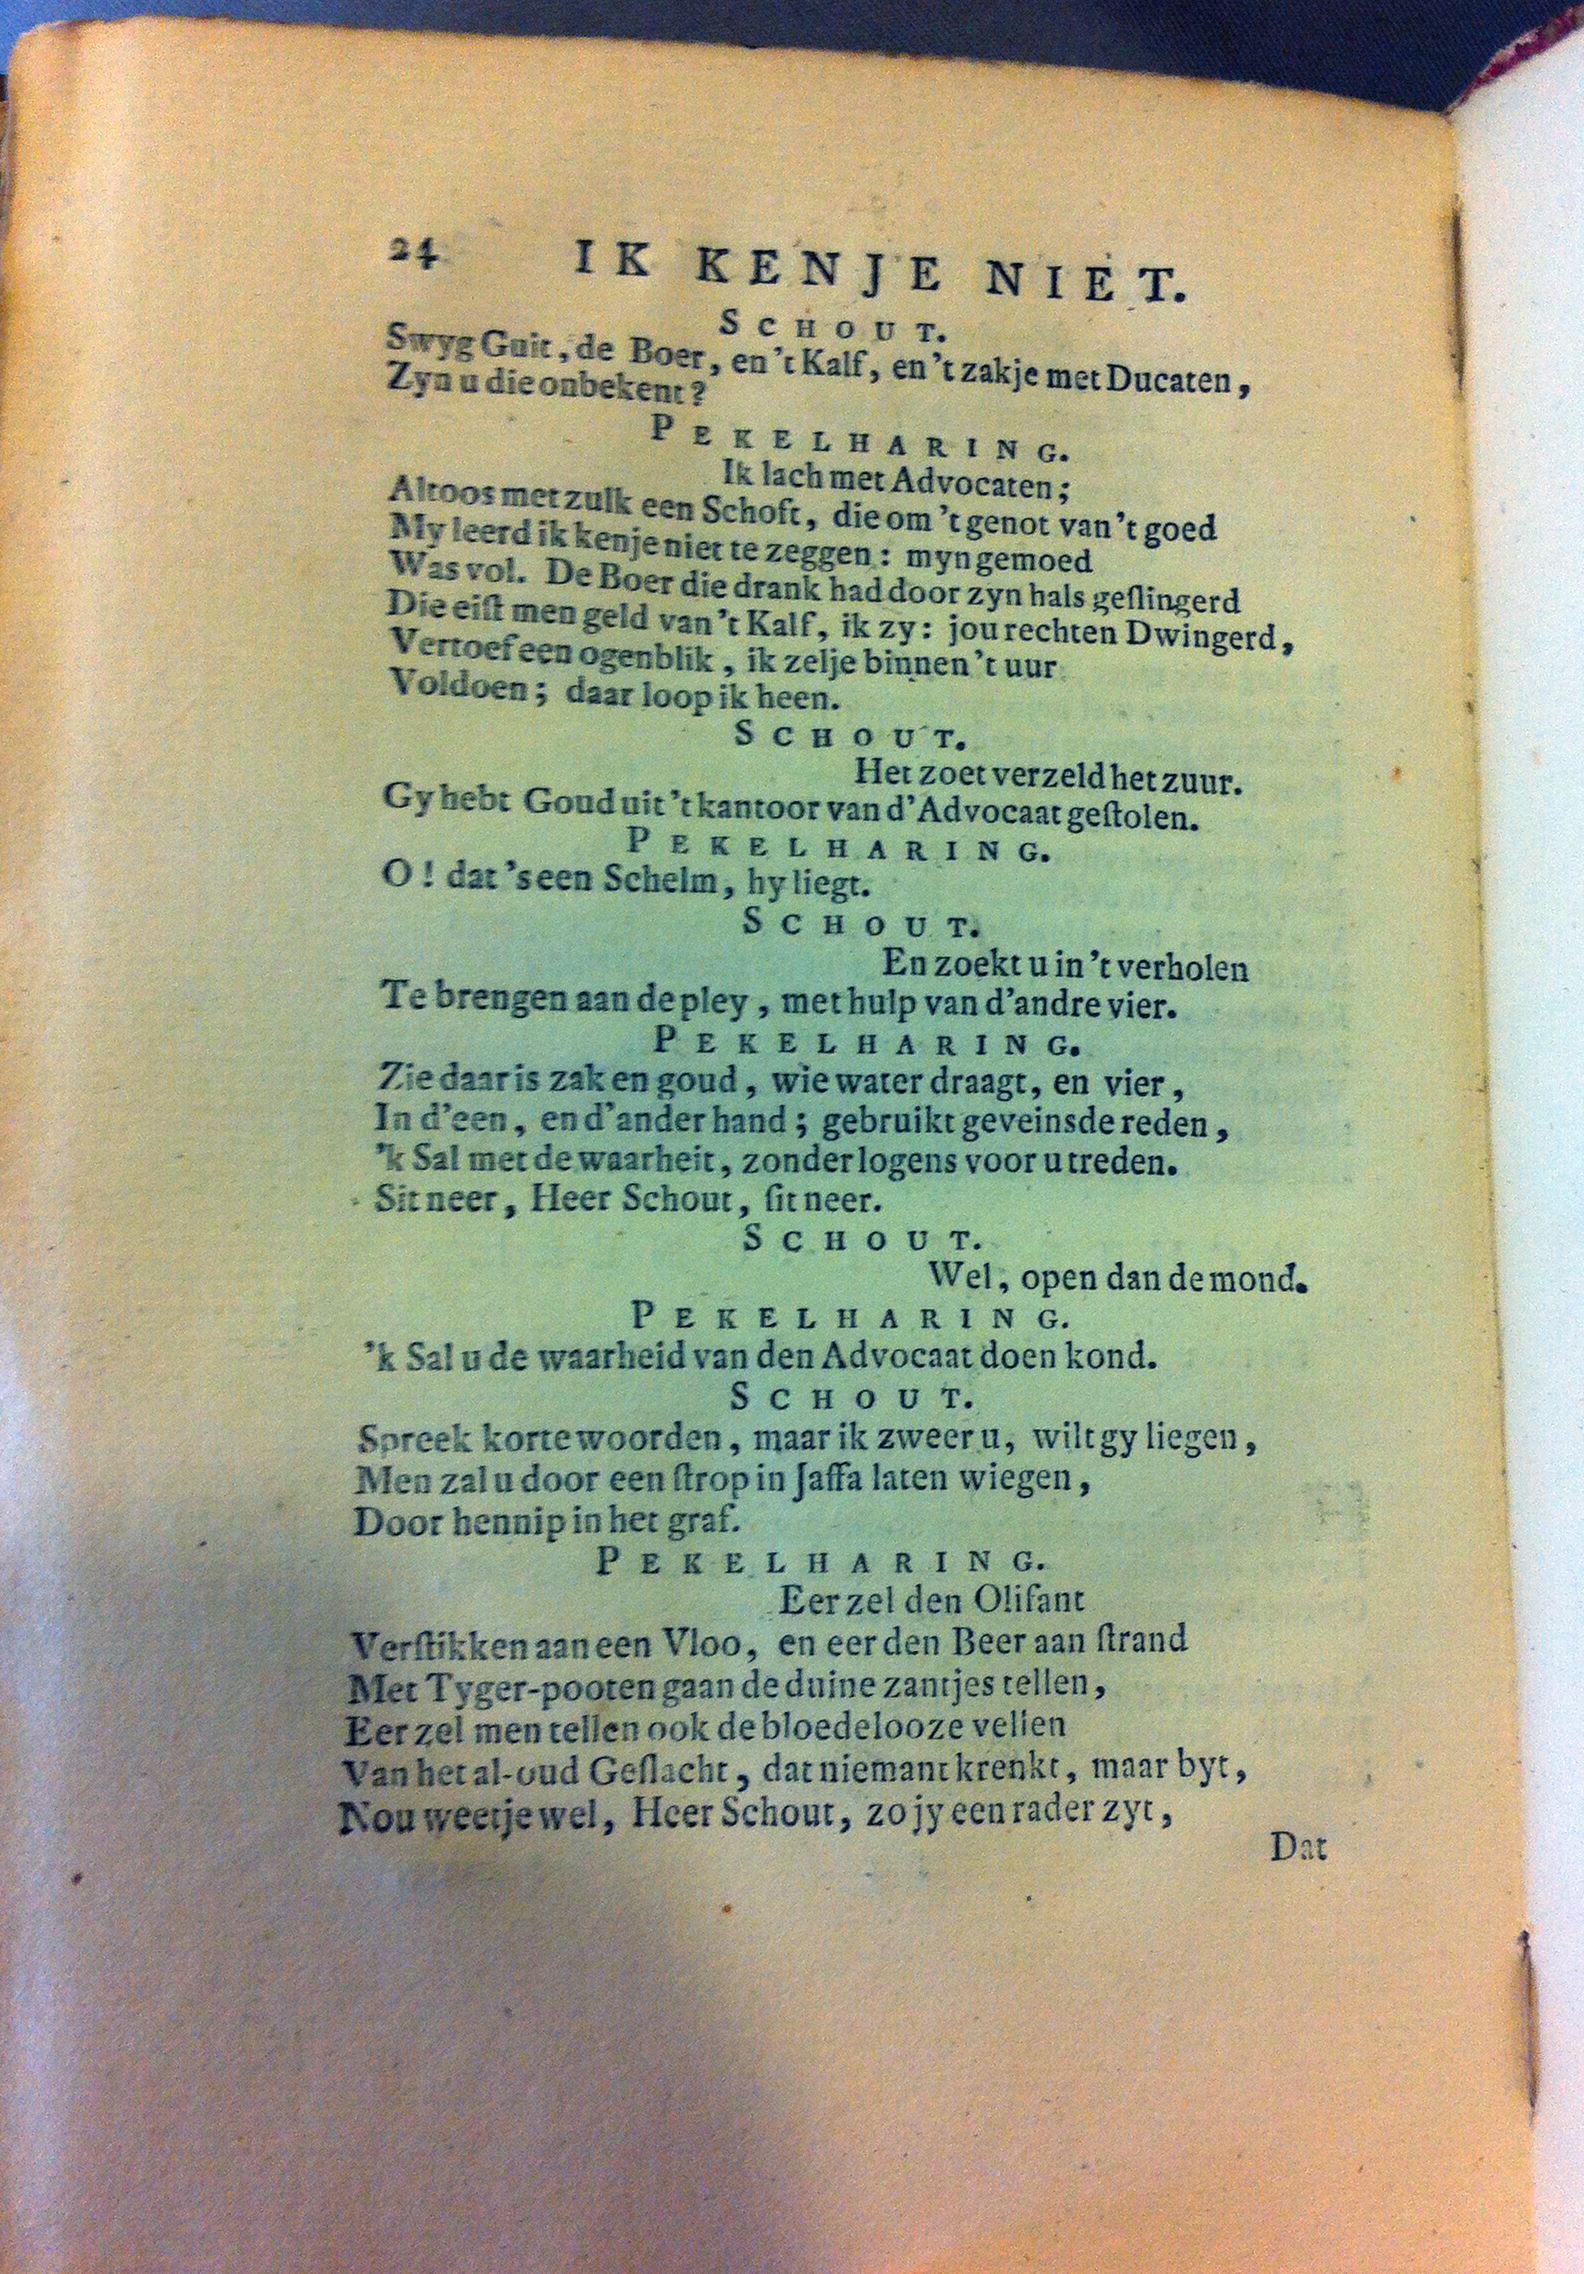 24 IK KENJE NIET.
SCHOUT.
Swyg Guit, de Boer, en 't Kalf, en 't zakje met Ducaten,
Zyn u die onbekent?
PEKELHARING.
Ik lach met Advocaten;
Altoos met zulk een Schoft, die om 't genot van 't goed
My leerd ik kenje niet te zeggen: myn gemoed
Was vol. De Boer die drank had door zyn hals geslingerd
Die eist men geld van 't Kalf, ik zy: jou rechten Dwingerd,
Vertoef een ogenblik, ik zelje binnen 't uur
Voldoen; daar loop ik heen.
SCHOUT.
Het zoet verzeld het zuur.
Gy hebt Goud uit 't kantoor van d'Advocaat gestolen.
PEKELHARING.
O! dat 's een Schelm, hy liegt.
SCHOUT.
En zoekt u in 't verholen
Te brengen aan de pley, met hulp van d'andre vier.
PEKELHARING.
Zie daar is zak en goud, wie water draagt, en vier,
In d'een, en d'ander hand; gebruikt geveinsde reden,
'k Sal met de waarheit, zonder logens voor u treden.
Sit neer, Heer Schout, sit neer.
SCHOUT.
Wel, open dan de mond.
PEKELHARING.
'k Sal u de waarheid van den Advocaat doen kond.
SCHOUT.
Spreek korte woorden, maar ik zweer u, wilt gy liegen,
Men zal u door een strop in Jaffa laten wiegen,
Door hennip in het graf.
PEKELHARING.
Eer zel den Olifant
Verstikken aan een Vloo, en eer den Beer aan strand
Met Tyger-pooten gaan de duine zantjes tellen,
Eer zel men tellen ook de bloedelooze vellen
Van het al-oud Geslacht, dat niemant krenkt, maar byt,
Nou weetje wel, Heer Schout, zo jy een rader zyt,
Dat